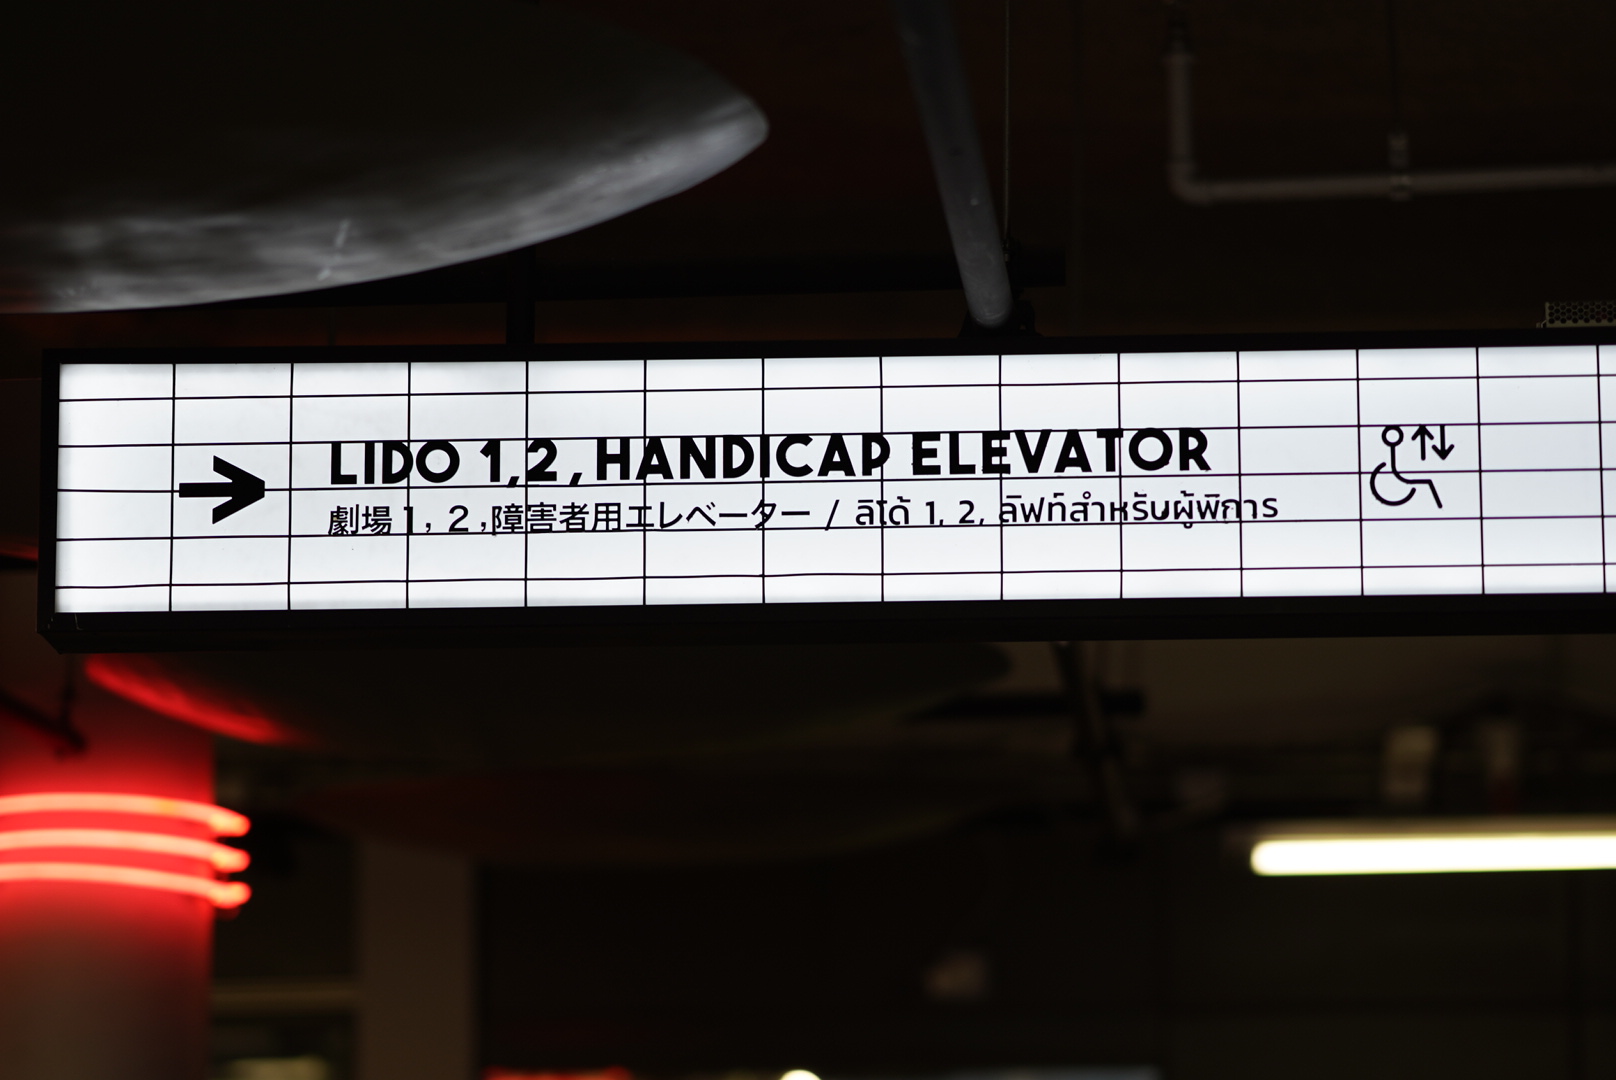 LIDO 1,2, HANDICAP ELEVATOR
劇場 1, 2 ,障害者用エレベーター / ลิโด้ 1, 2, ลิฟท์สำหรับผู้พิการ